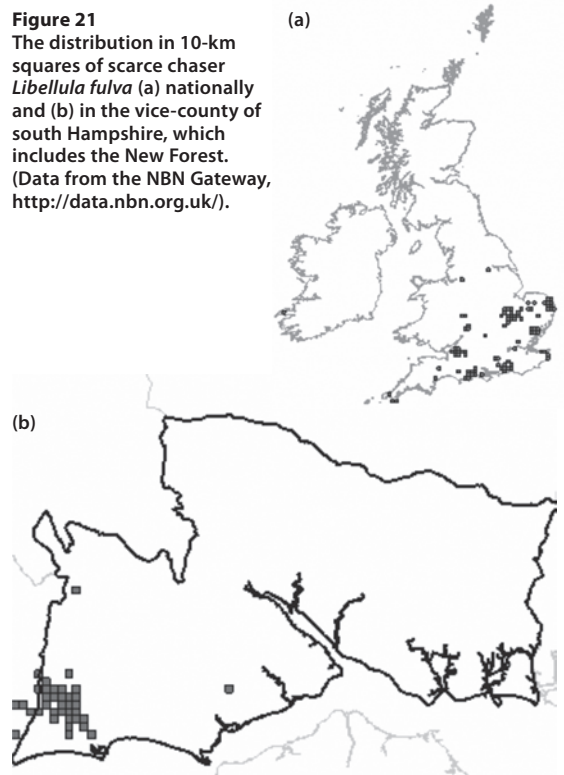 Figure 21
The distribution in 10-km
squares of scarce chaser
Libellula fulva (a) nationally
and (b) in the vice-county of
south Hampshire, which
includes the New Forest.
(Data from the NBN Gateway,
http://data.nbn.org.uk/).
(a)
(b)